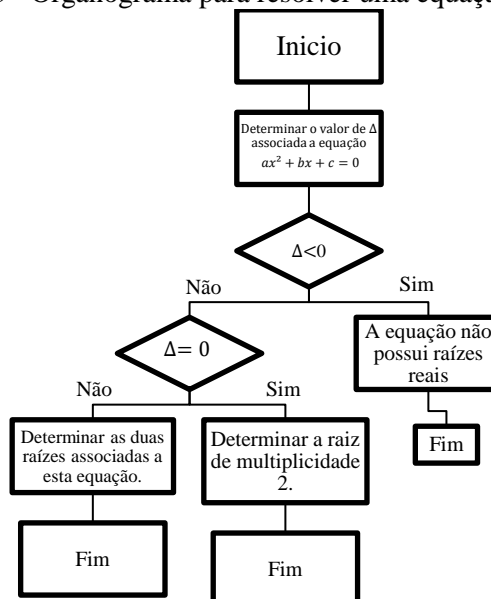 Organograma para resolver uma
Inicio
Determinar o valor de Δ
associada a equação
ax² + bx + c = 0
Δ<0
Não
Sim
Δ= 0
A equação não
possui raízes
reais
Não
Sim
Fim
Determinar as duas
raízes associadas a
esta equação.
Determinar a raiz
de multiplicidade
2.
Fim
Fim